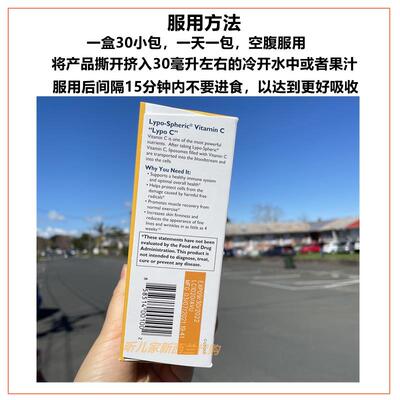 服用方法
一盒30小包，一天一包，空腹服用
将产品撕开挤入30毫升左右的冷开水中或者果汁
服用后间隔15分钟内不要进食，以达到更好吸收
Lypo-Spheric® Vitamin C
"Lypo C"
Vitamin C is one of the most powerful
nutrients. After taking Lypo-Spheric®
Vitamin C, liposomes filled with Vitamin C
are transported into the bloodstream and
into the cells.
Why You Need It:
• Supports a healthy immune system
and optimal overall health*
• Helps protect cells from the
damage caused by harmful free
radicals*
• Promotes muscle recovery from
normal exercise*
• Increases skin firmness and
reduces the appearance of fine
lines and wrinkles in as little as 4
weeks*
*These statements have not been
evaluated by the Food and Drug
Administration. This product is
not intended to diagnose, treat,
cure or prevent any disease.